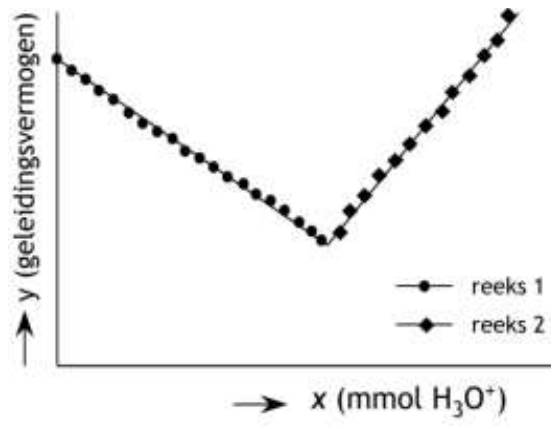 y (geleidingsvermogen)
reeks 1
reeks 2
x (mmol H₃O⁺)